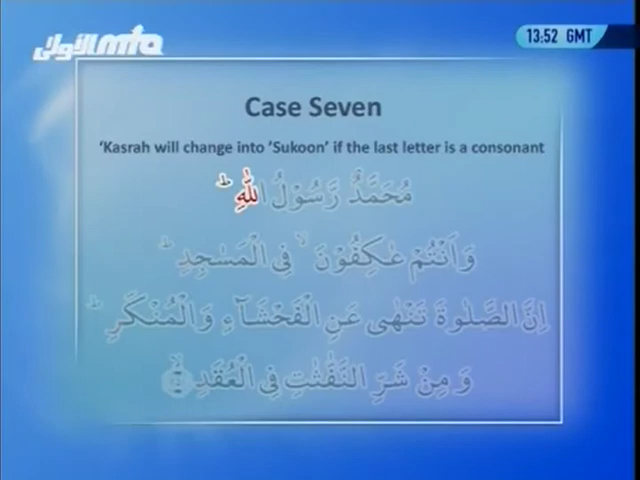 الأولى mta
13:52 GMT
Case Seven
‘Kasrah will change into ‘Sukoon’ if the last letter is a consonant
مُحَمَّدٌ رَّسُوْلُ اللّٰهِ ؕ
وَاَنْتُمْ عٰكِفُوْنَ ۙ فِى الْمَسٰجِدِ ؕ
اِنَّ الصَّلٰوةَ تَنْهٰى عَنِ الْفَحْشَآءِ وَالْمُنْكَرِ ؕ
وَ مِنْ شَرِّ النَّفّٰثٰتِ فِى الْعُقَدِ ۙ